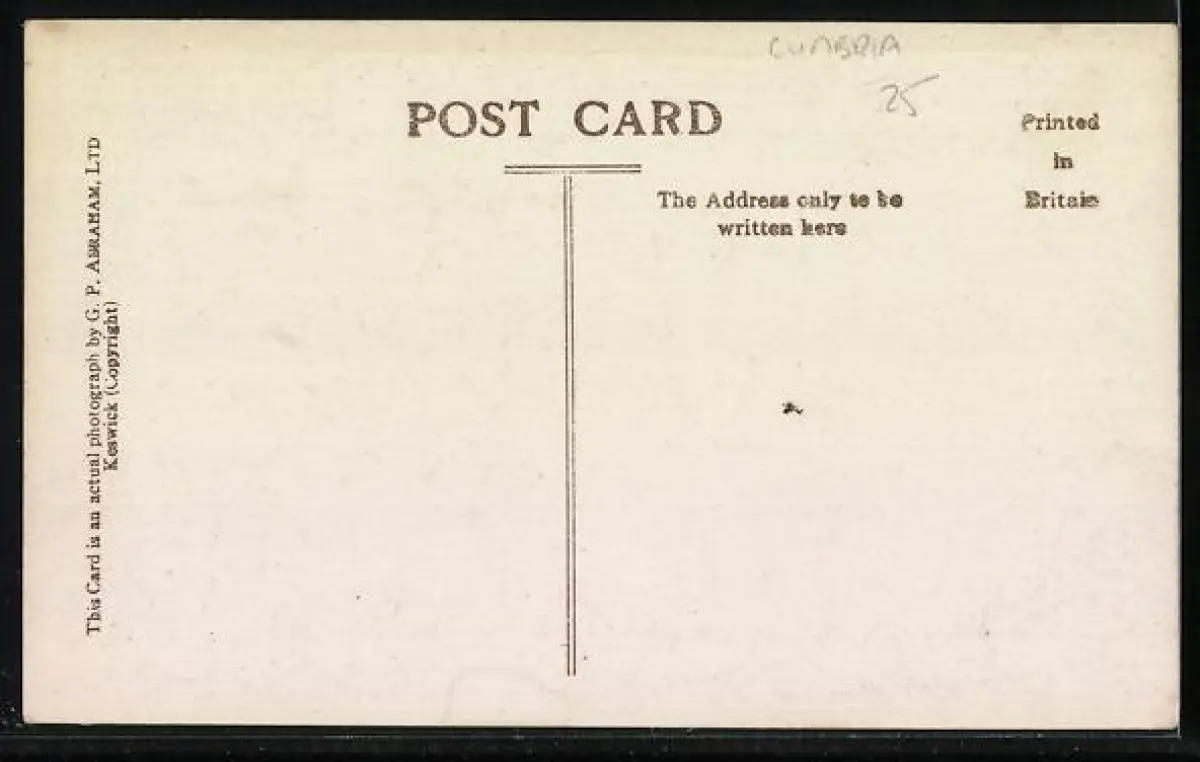 CUMBRIA
25
POST CARD
The Address only to be
written here
Printed
in
Britain
This Card is an actual photograph by G. P. ABRAHAM, LTD
Keswick (Copyright)